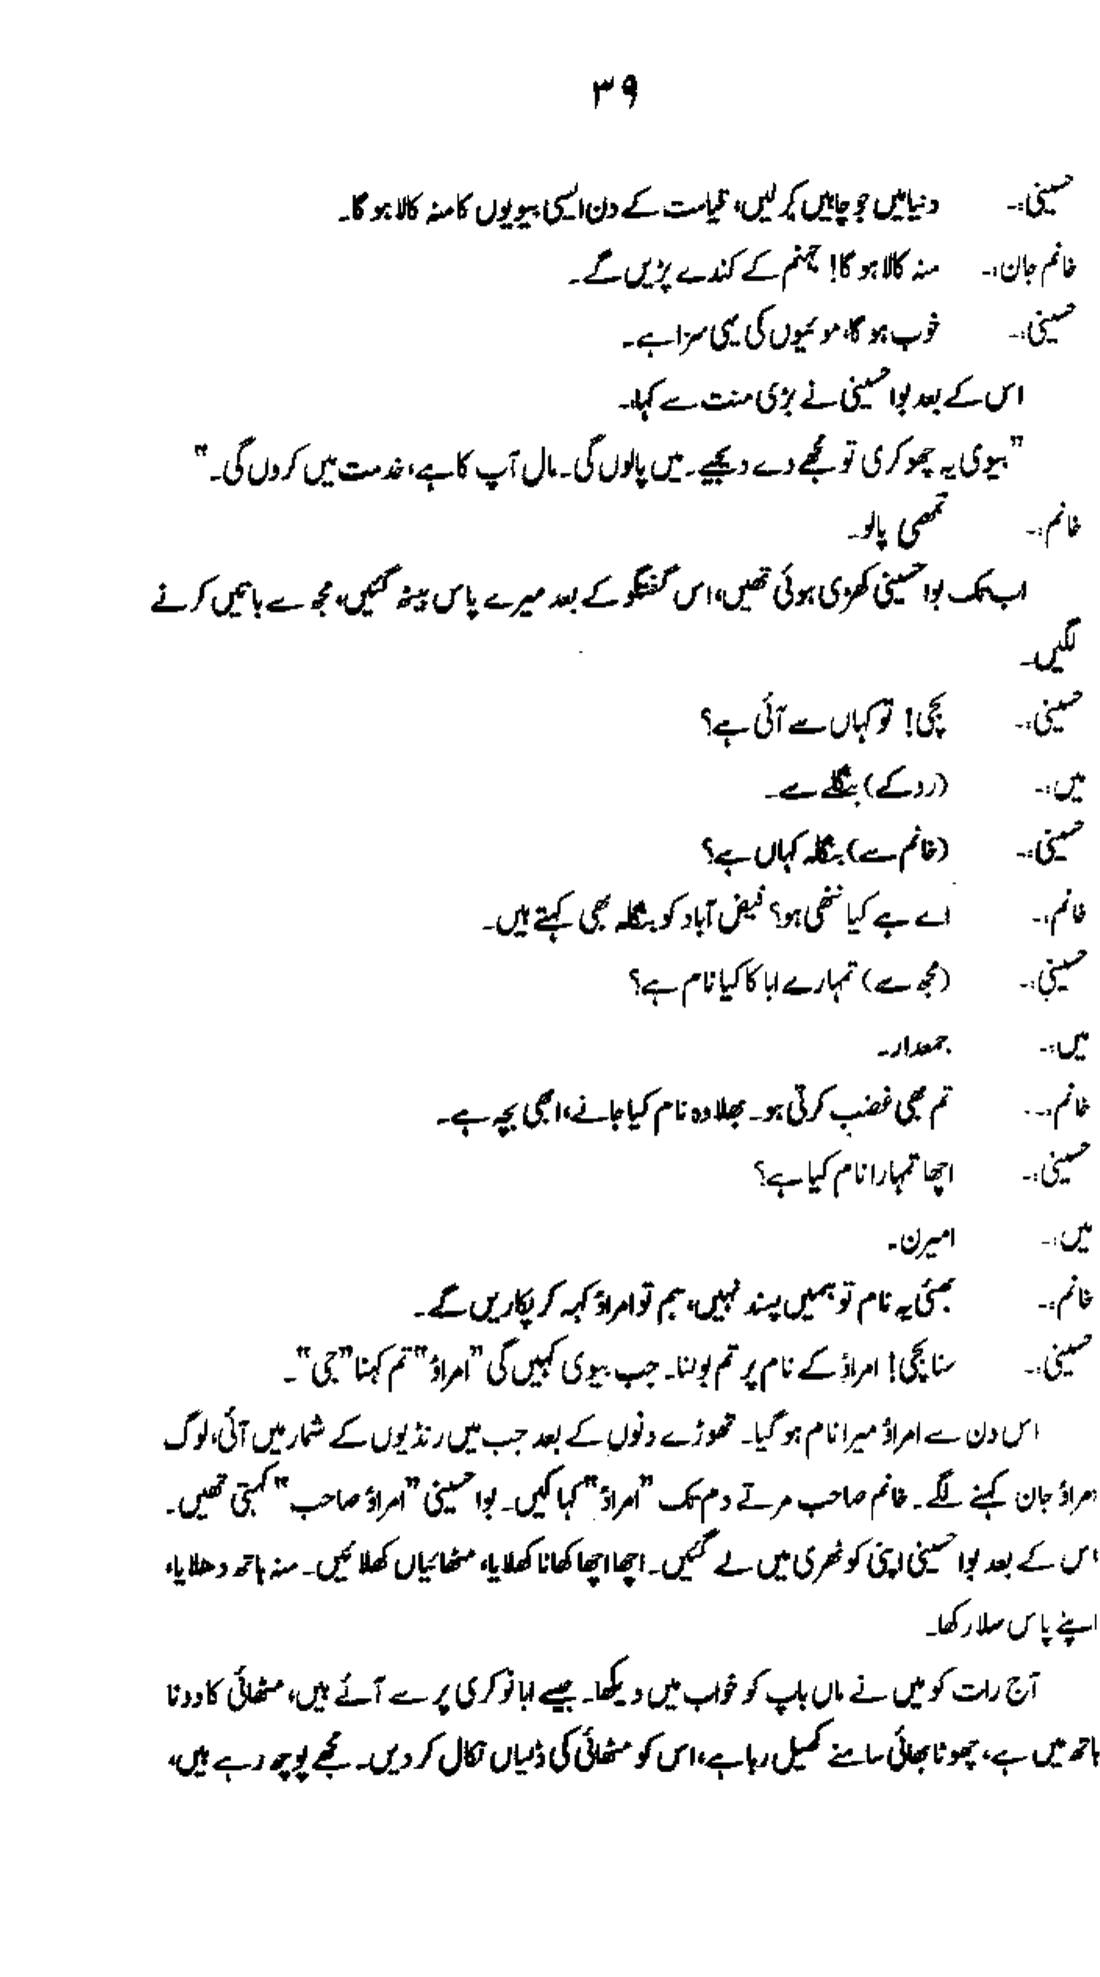 ۳۹
حسینی:۔ دنیا میں جو چاہیں کر لیں، قیامت کے دن ایسی بیویوں کا منہ کالا ہو گا۔
خانم جان:۔ منہ کالا ہو گا! جہنم کے کندے پڑیں گے۔
حسینی:۔ خوب ہو گا، موئیوں کی یہی سزا ہے۔
اس کے بعد بوا حسینی نے بڑی منت سے کہا۔
"بیوی یہ چھوکری تو مجھے دے دیجیے۔ میں پالوں گی۔ مال آپ کا ہے، خدمت میں کروں گی۔"
خانم:۔ تمھی پالو۔
اب تک بوا حسینی کھڑی ہوئی تھیں، اس گفتگو کے بعد میرے پاس بیٹھ گئیں، مجھ سے باتیں کرنے
لگیں۔
حسینی:۔ بچی! تو کہاں سے آئی ہے؟
میں:۔ (رو کے) بنگلے سے۔
حسینی:۔ (خانم سے) بنگلہ کہاں ہے؟
خانم:۔ اے ہے کیا ننھی ہو؟ فیض آباد کو بنگلہ بھی کہتے ہیں۔
حسینی:۔ (مجھ سے) تمہارے ابا کا کیا نام ہے؟
میں:۔ جمعدار۔
خانم:۔ تم بھی غضب کرتی ہو۔ بھلا وہ نام کیا جانے، ابھی بچہ ہے۔
حسینی:۔ اچھا تمہارا نام کیا ہے؟
میں:۔ امیرن۔
خانم:۔ بھئی یہ نام تو ہمیں پسند نہیں، ہم تو امراؤ کہہ کر پکاریں گے۔
حسینی:۔ سنا بچی! امراؤ کے نام پر تم بولنا۔ جب بیوی کہیں گی "امراؤ" تم کہنا "جی"۔
اس دن سے امراؤ میرا نام ہو گیا۔ تھوڑے دنوں کے بعد جب میں رنڈیوں کے شمار میں آئی، لوگ
امراؤ جان کہنے لگے۔ خانم صاحب مرتے دم تک "امراؤ" کہا کیں۔ بوا حسینی "امراؤ صاحب" کہتی تھیں۔
اس کے بعد بوا حسینی اپنی کوٹھری میں لے گئیں۔ اچھا اچھا کھانا کھلایا، مٹھائیاں کھلائیں۔ منہ ہاتھ دھلایا،
اپنے پاس سلا رکھا۔
آج رات کو میں نے ماں باپ کو خواب میں دیکھا۔ جیسے ابا نوکری پر سے آئے ہیں، مٹھائی کا دونا
ہاتھ میں ہے، چھوٹا بھائی سامنے کھیل رہا ہے، اس کو مٹھائی کی ڈلیاں نکال کر دیں۔ مجھے پوچھ رہے ہیں،